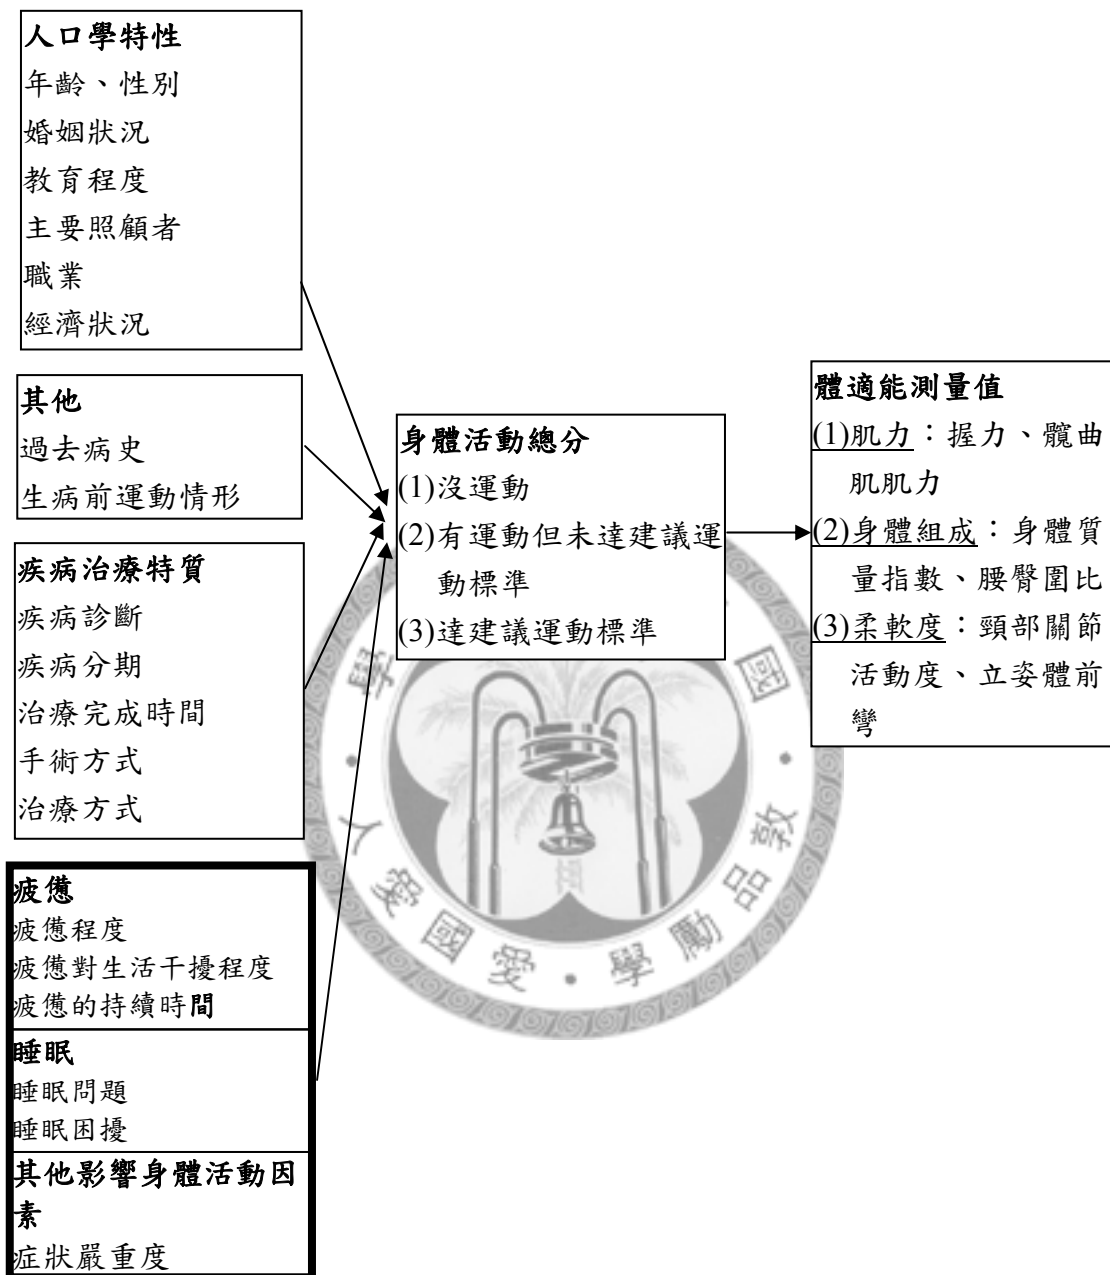 人口學特性
年齡、性別
婚姻狀況
教育程度
主要照顧者
職業
經濟狀況
其他
過去病史
生病前運動情形
疾病治療特質
疾病診斷
疾病分期
治療完成時間
手術方式
治療方式
疲憊
疲憊程度
疲憊對生活干擾程度
疲憊的持續時間
睡眠
睡眠問題
睡眠困擾
其他影響身體活動因
素
症狀嚴重度
身體活動總分
(1)沒運動
(2)有運動但未達建議運
動標準
(3)達建議運動標準
體適能測量值
(1)肌力：握力、髖曲
肌肌力
(2)身體組成：身體質
量指數、腰臀圍比
(3)柔軟度：頸部關節
活動度、立姿體前
彎
學
國
人愛國愛·學勵品敦